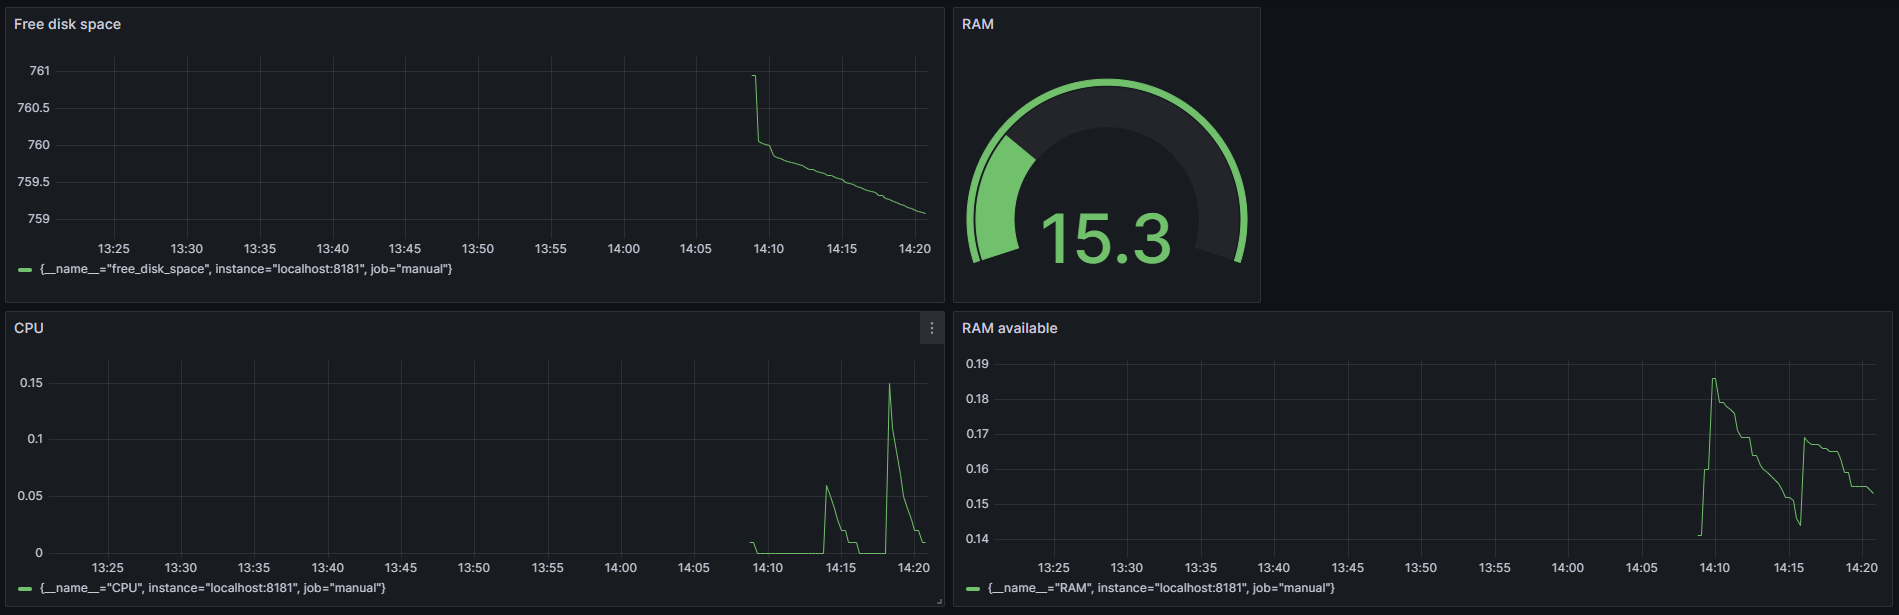 Free disk space
761
760.5
760
759.5
759
13:25 13:30 13:35 13:40 13:45 13:50 13:55 14:00 14:05 14:10 14:15 14:20
{__name__="free_disk_space", instance="localhost:8181", job="manual"}
RAM
15.3
CPU
0.15
0.1
0.05
0
13:25 13:30 13:35 13:40 13:45 13:50 13:55 14:00 14:05 14:10 14:15 14:20
{__name__="CPU", instance="localhost:8181", job="manual"}
RAM available
0.19
0.18
0.17
0.16
0.15
0.14
13:25 13:30 13:35 13:40 13:45 13:50 13:55 14:00 14:05 14:10 14:15 14:20
{__name__="RAM", instance="localhost:8181", job="manual"}